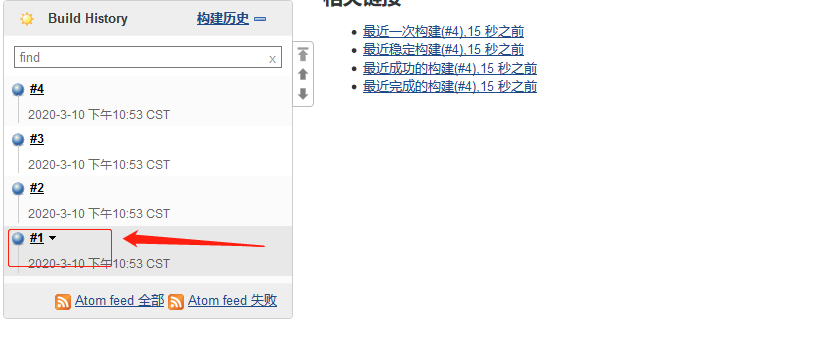 Build History 构建历史
find x
#4
2020-3-10 下午10:53 CST
#3
2020-3-10 下午10:53 CST
#2
2020-3-10 下午10:53 CST
#1
2020-3-10 下午10:53 CST
Atom feed 全部 Atom feed 失败
相关链接
最近一次构建(#4),15 秒之前
最近稳定构建(#4),15 秒之前
最近成功的构建(#4),15 秒之前
最近完成的构建(#4),15 秒之前